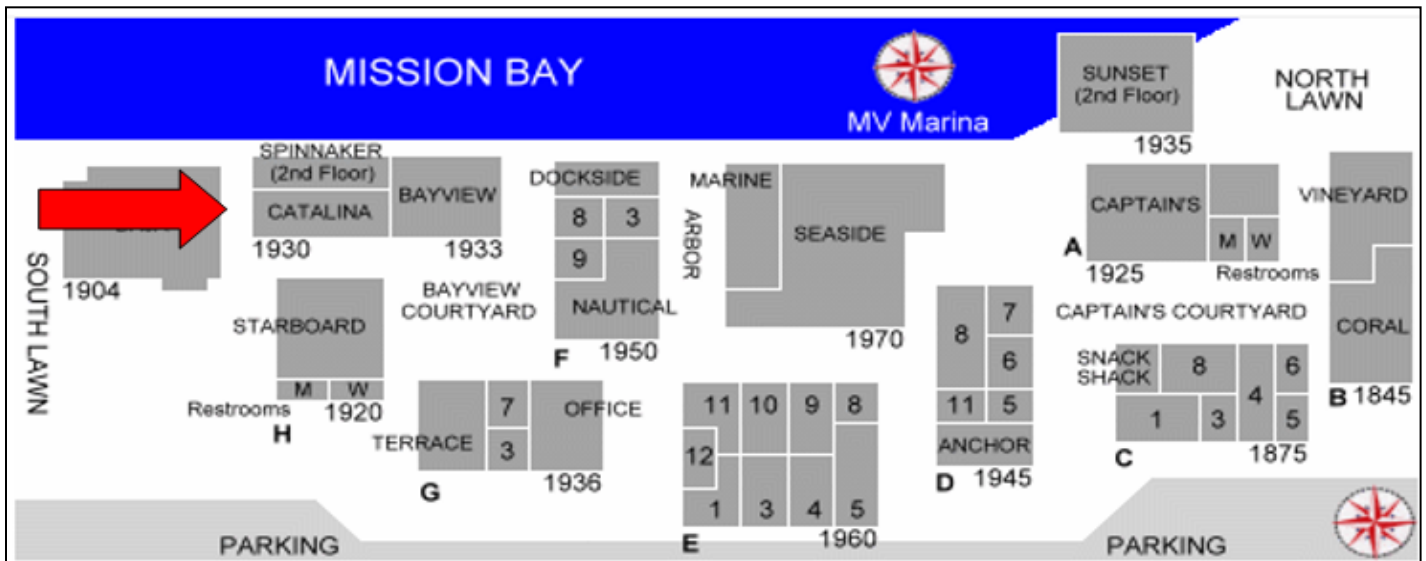 MISSION BAY
MV Marina
SUNSET
(2nd Floor)
1935
NORTH
LAWN
SPINNAKER
(2nd Floor)
CATALINA
1930
BAYVIEW
1933
DOCKSIDE
8
3
9
NAUTICAL
F
1950
MARINE
ARBOR
SEASIDE
1970
CAPTAIN'S
A
1925
M
W
Restrooms
VINEYARD
CORAL
B
1845
SOUTH LAWN
1904
STARBOARD
M
W
Restrooms
1920
H
BAYVIEW
COURTYARD
TERRACE
7
3
OFFICE
G
1936
11
10
9
8
12
1
3
4
5
E
1960
8
7
6
11
5
ANCHOR
D
1945
CAPTAIN'S COURTYARD
SNACK
SHACK
8
4
6
1
3
5
C
1875
PARKING
PARKING